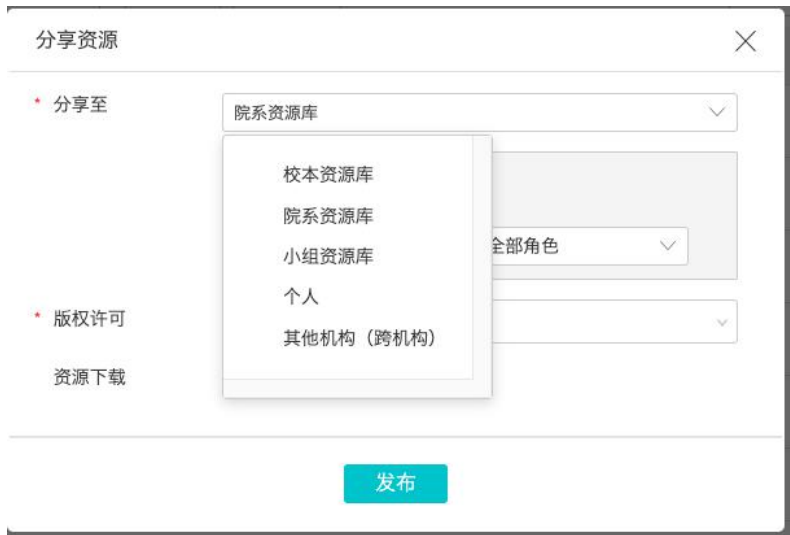 分享资源
* 分享至
院系资源库
校本资源库
院系资源库
全部角色
小组资源库
个人
* 版权许可
其他机构（跨机构）
资源下载
发布